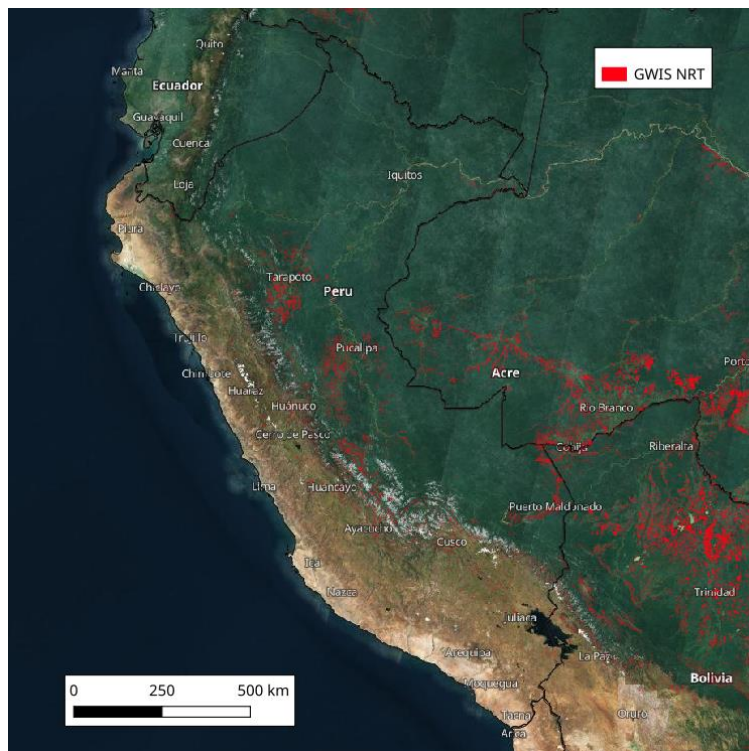 Quito
GWIS NRT
Manta
Ecuador
Guayaquil
Cuenca
Loja
Iquitos
Piura
Tarapoto
Peru
Chiclayo
Trujillo
Pucallpa
Porto
Chimbote
Acre
Huaraz
Huánuco
Rio Branco
Cerro de Pasco
Cobija
Riberalta
Lima
Huancayo
Puerto Maldonado
Ayacucho
Cusco
Ica
Nazca
Trinidad
Juliaca
Arequipa
La Paz
Bolivia
Moquegua
0 250 500 km
Tacna
Oruro
Arica